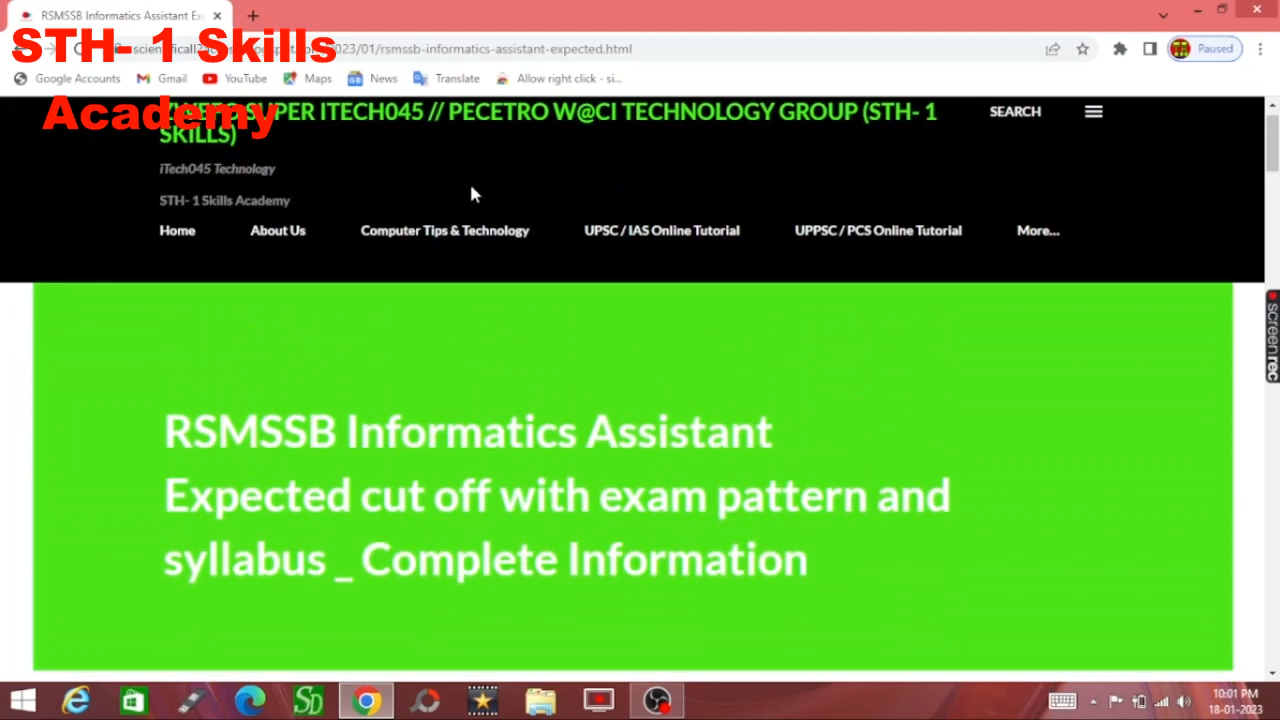 RSMSSB Informatics Assistant Ex
STH- 1 Skills
2023/01/rsmssb-informatics-assistant-expected.html
Paused
Google Accounts
Gmail
YouTube
Maps
News
Translate
Allow right click - si...
Academy
SUPER ITECH045 // PECETRO W@CI TECHNOLOGY GROUP (STH- 1
SKILLS)
SEARCH
iTech045 Technology
STH- 1 Skills Academy
Home
About Us
Computer Tips & Technology
UPSC / IAS Online Tutorial
UPPSC / PCS Online Tutorial
More...
RSMSSB Informatics Assistant
Expected cut off with exam pattern and
syllabus _ Complete Information
screenrec
SD
10:01 PM
18-01-2023